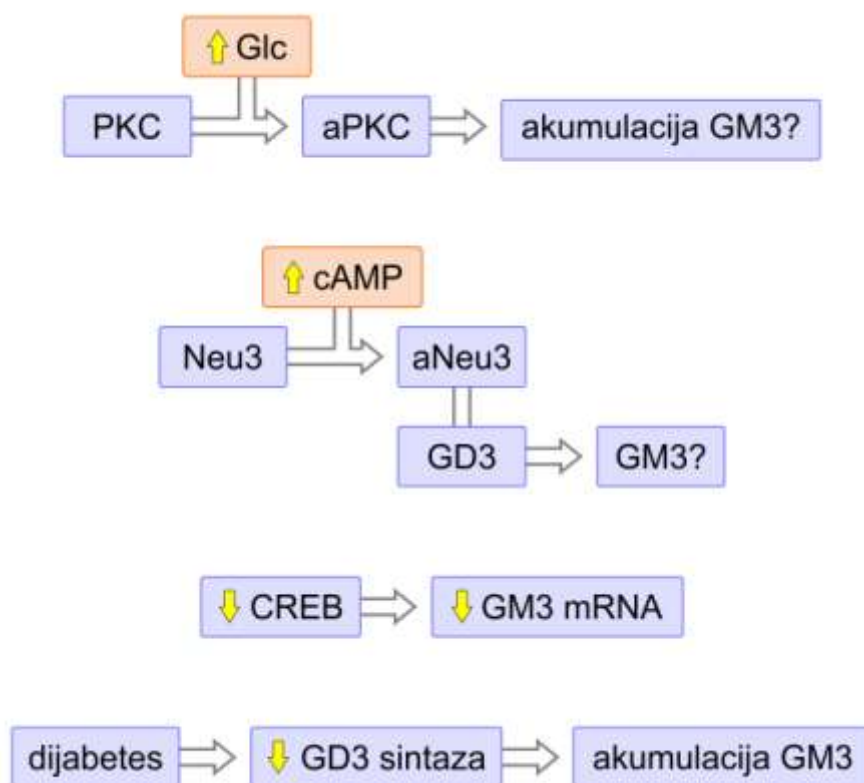 Glc
PKC
aPKC
akumulacija GM3?
cAMP
Neu3
aNeu3
GD3
GM3?
CREB
GM3 mRNA
dijabetes
GD3 sintaza
akumulacija GM3